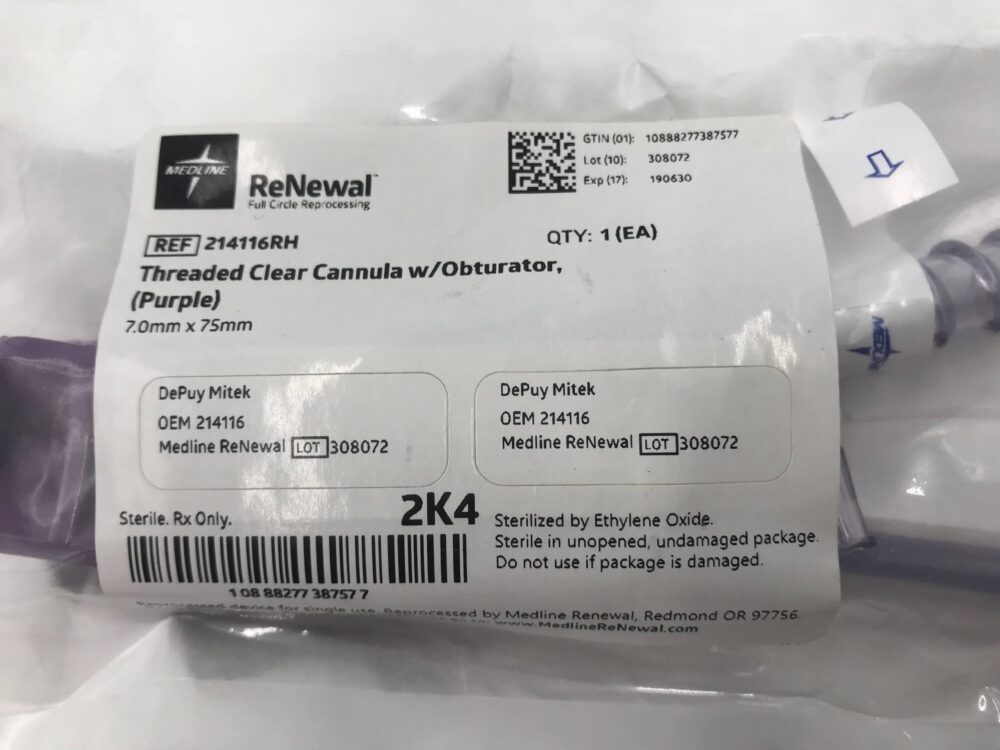 MEDLINE
ReNewal™
Full Circle Reprocessing
GTIN (01): 10888277387577
Lot (10): 308072
Exp (17): 190630
REF 214116RH
QTY: 1 (EA)
Threaded Clear Cannula w/Obturator,
(Purple)
7.0mm x 75mm
DePuy Mitek
OEM 214116
Medline ReNewal LOT 308072
DePuy Mitek
OEM 214116
Medline ReNewal LOT 308072
Sterile. Rx Only.
2K4
1 08 88277 38757 7
Sterilized by Ethylene Oxide.
Sterile in unopened, undamaged package.
Do not use if package is damaged.
Reprocessed device for single use. Reprocessed by Medline Renewal, Redmond OR 97756.
www.MedlineReNewal.com
MEDLINE